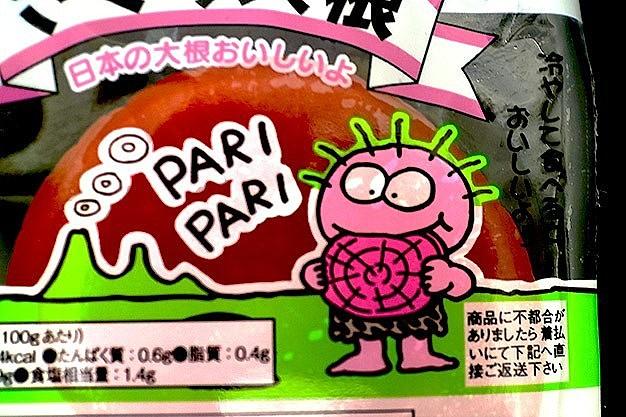 根
日本の大根おいしいよ
冷やして食べると
おいしいよ
PARI
PARI
100gあたり)
4kcal ●たんぱく質：0.6g●脂質：0.4g
g●食塩相当量：1.4g
商品に不都合が
ありましたら着払
いにて下記へ直
接ご返送下さい